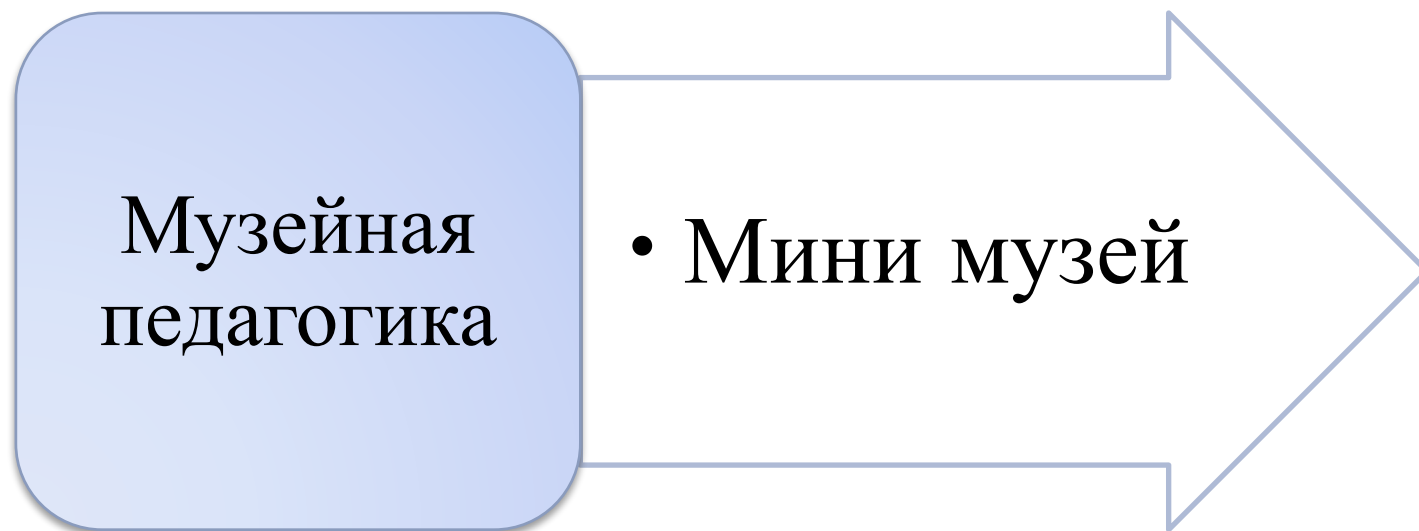 Музейная
педагогика
• Мини музей